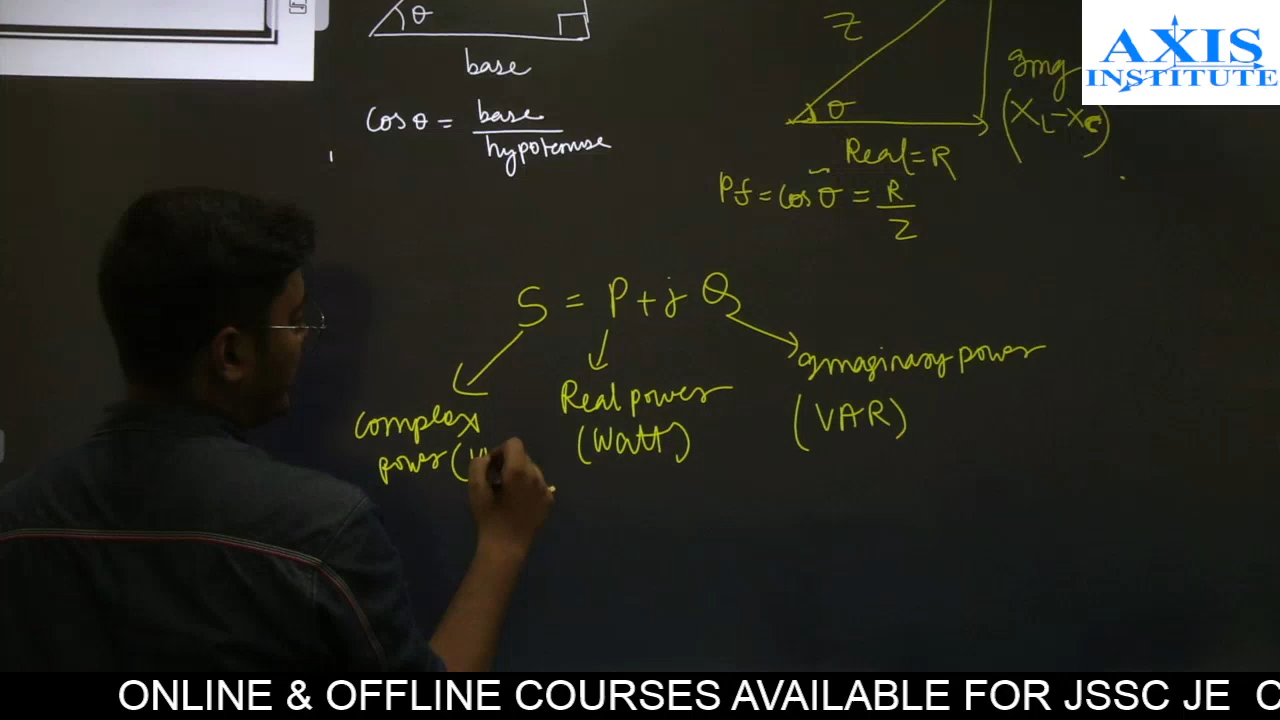 θ
base
cos θ = base / hypotenuse
Z
θ
Real = R
Img
(XL - XC)
Pf = cos θ = R / Z
S = P + j Q
complex power (V
Real power
(Watt)
Imaginary power
(VAR)
AXIS
INSTITUTE
ONLINE & OFFLINE COURSES AVAILABLE FOR JSSC JE C